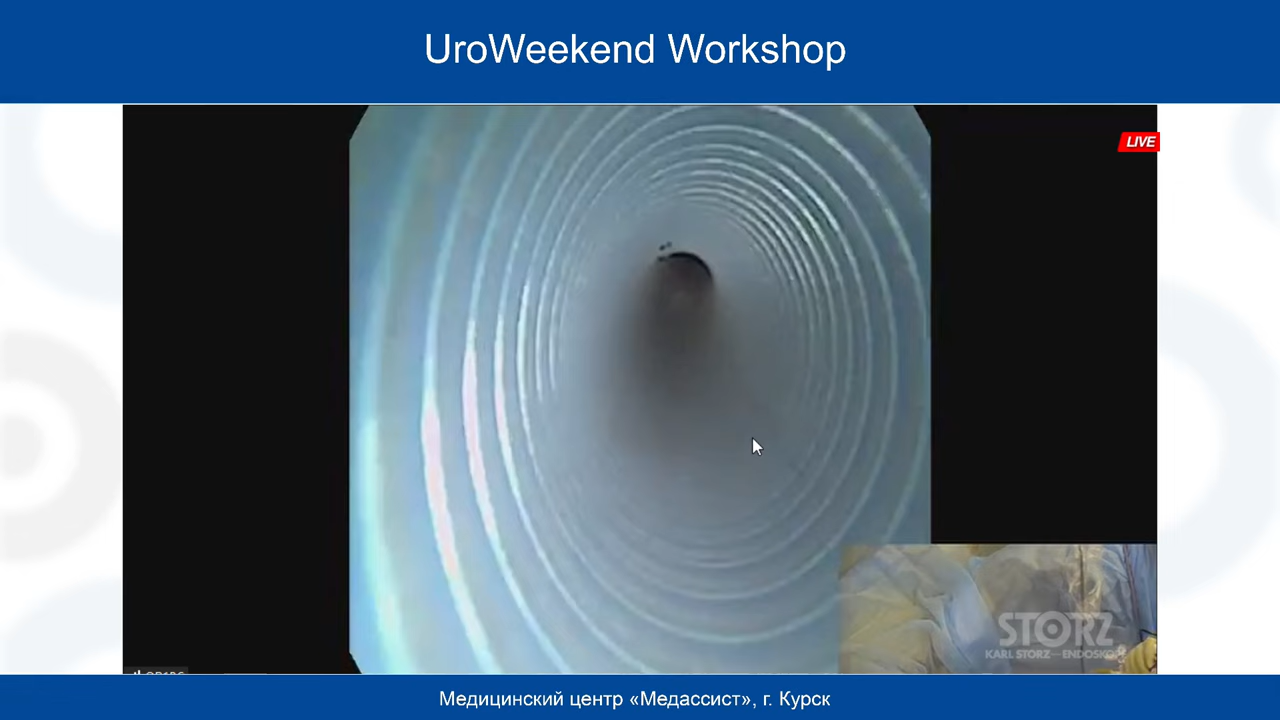 UroWeekend Workshop
LIVE
STORZ
KARL STORZ—ENDOSKOPE
Медицинский центр «Медассист», г. Курск